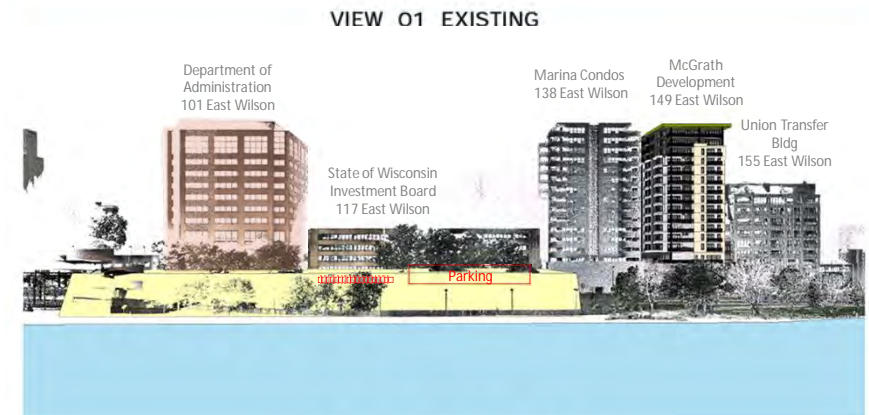 VIEW 01 EXISTING
Department of
Administration
101 East Wilson
State of Wisconsin
Investment Board
117 East Wilson
Marina Condos
138 East Wilson
McGrath
Development
149 East Wilson
Union Transfer
Bldg
155 East Wilson
Parking